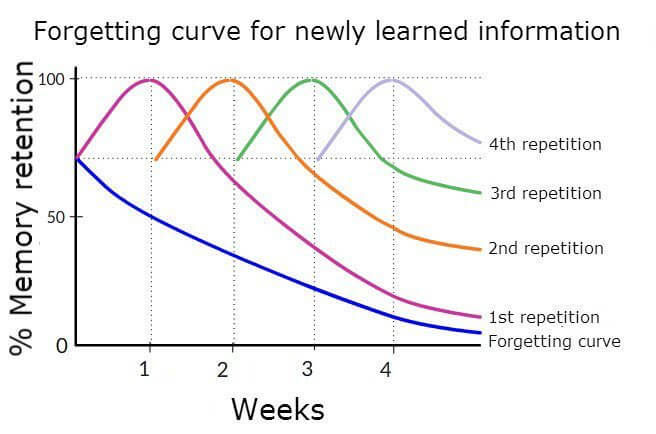 Forgetting curve for newly learned information
% Memory retention
100
50
0
1
2
3
4
Weeks
4th repetition
3rd repetition
2nd repetition
1st repetition
Forgetting curve